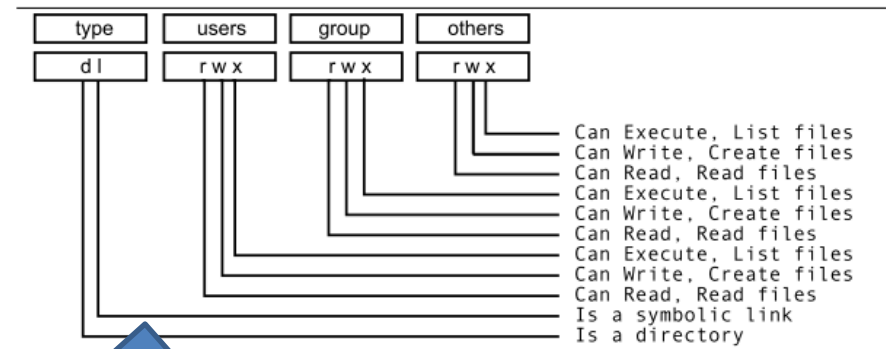 type users group others
d l r w x r w x r w x
Can Execute, List files
Can Write, Create files
Can Read, Read files
Can Execute, List files
Can Write, Create files
Can Read, Read files
Can Execute, List files
Can Write, Create files
Can Read, Read files
Is a symbolic link
Is a directory